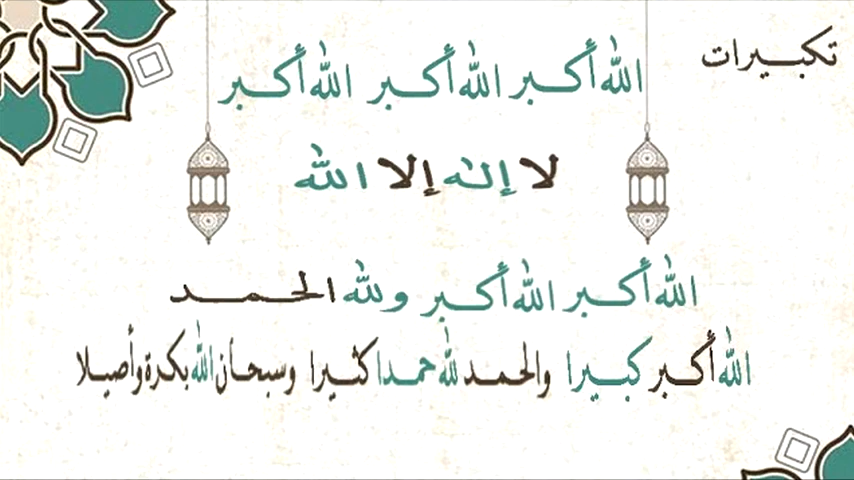 تكبيرات
الله أكبر الله أكبر الله أكبر
لا إله إلا الله
الله أكبر الله أكبر ولله الحمد
الله أكبر كبيرا والحمد لله حمدا كثيرا وسبحان الله بكرة وأصيلا